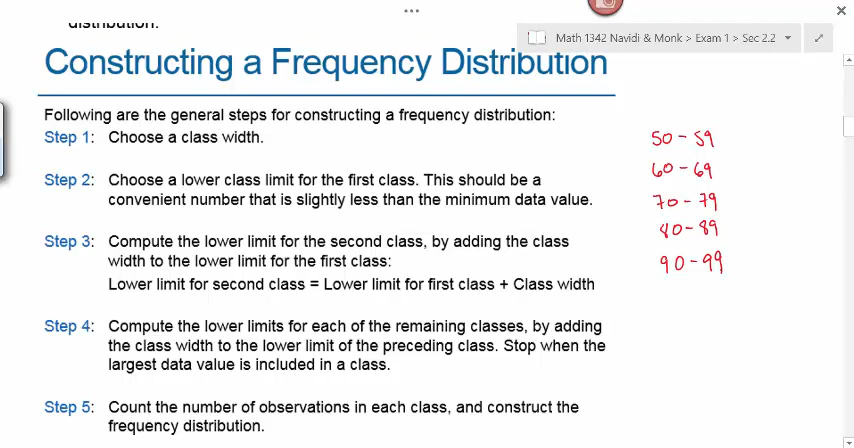 distribution.
Math 1342 Navidi & Monk > Exam 1 > Sec 2.2
Constructing a Frequency Distribution
Following are the general steps for constructing a frequency distribution:
Step 1: Choose a class width.
Step 2: Choose a lower class limit for the first class. This should be a
convenient number that is slightly less than the minimum data value.
Step 3: Compute the lower limit for the second class, by adding the class
width to the lower limit for the first class:
Lower limit for second class = Lower limit for first class + Class width
Step 4: Compute the lower limits for each of the remaining classes, by adding
the class width to the lower limit of the preceding class. Stop when the
largest data value is included in a class.
Step 5: Count the number of observations in each class, and construct the
frequency distribution.
50 - 59
60 - 69
70 - 79
80 - 89
90 - 99